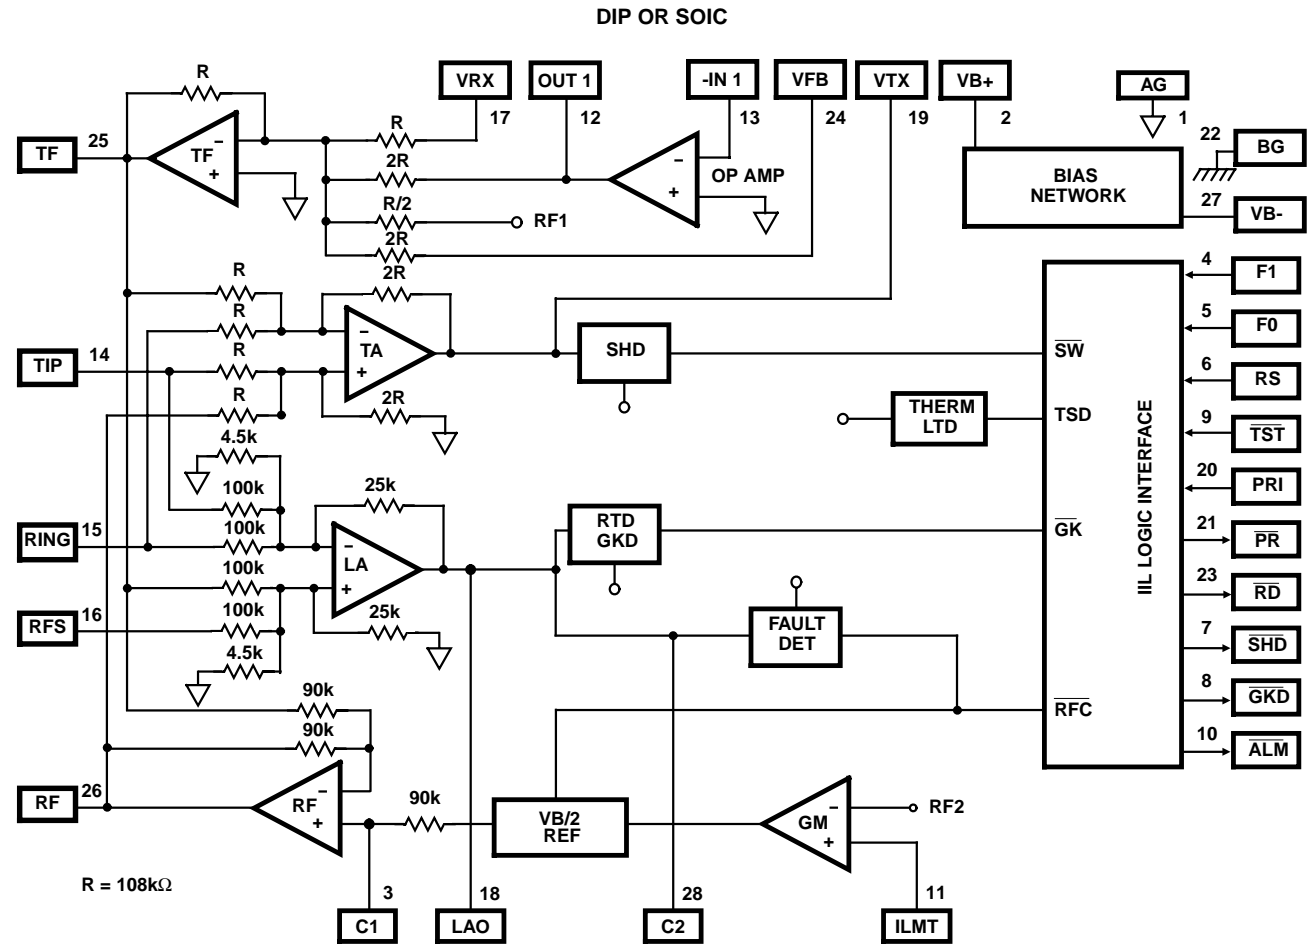 DIP OR SOIC
R
VRX
OUT 1
-IN 1
VFB
VTX
VB+
AG
17
12
13
24
19
2
1
TF
25
TF
−
+
R
2R
R/2
RF1
2R
−
+
OP AMP
BIAS
NETWORK
22
BG
27
VB-
R
2R
R
TIP
14
R
R
−
TA
+
2R
SHD
SW
THERM
LTD
TSD
IIL LOGIC INTERFACE
4
F1
5
F0
6
RS
9
TST
20
PRI
21
PR
23
RD
7
SHD
8
GKD
10
ALM
4.5k
100k
25k
RING
15
100k
−
LA
+
RTD
GKD
GK
100k
RFS
16
100k
25k
4.5k
FAULT
DET
RFC
90k
90k
RF
26
RF
−
+
90k
VB/2
REF
GM
−
+
RF2
R = 108kΩ
3
18
28
11
C1
LAO
C2
ILMT